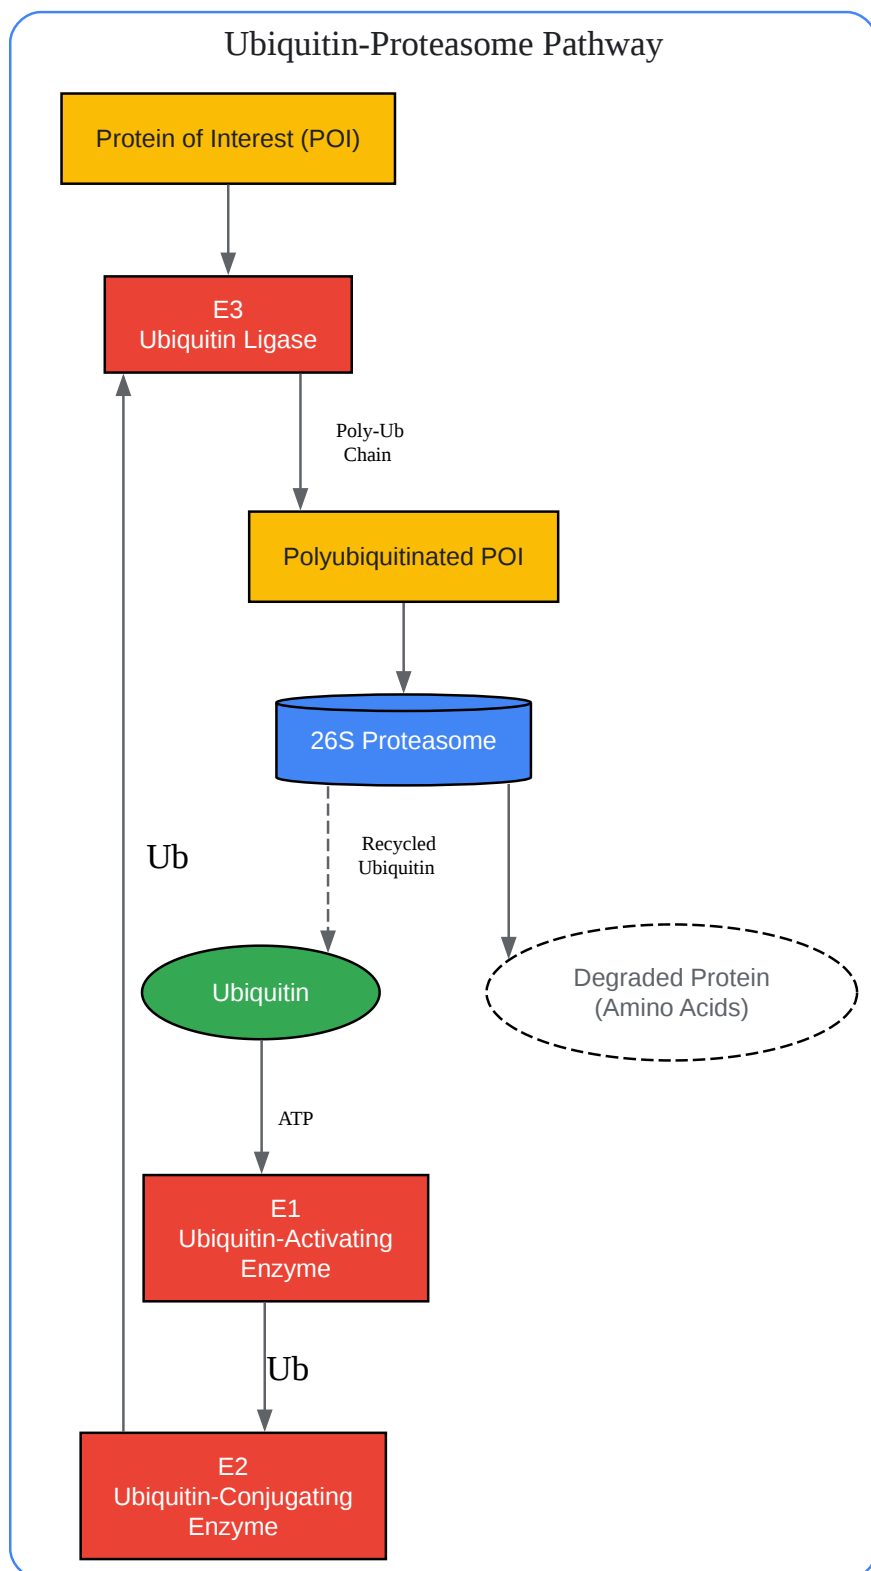 Ubiquitin-Proteasome Pathway
Protein of Interest (POI)
E3
Ubiquitin Ligase
Poly-Ub
Chain
Polyubiquitinated POI
26S Proteasome
Ub
Recycled
Ubiquitin
Ubiquitin
Degraded Protein
(Amino Acids)
ATP
E1
Ubiquitin-Activating
Enzyme
Ub
E2
Ubiquitin-Conjugating
Enzyme